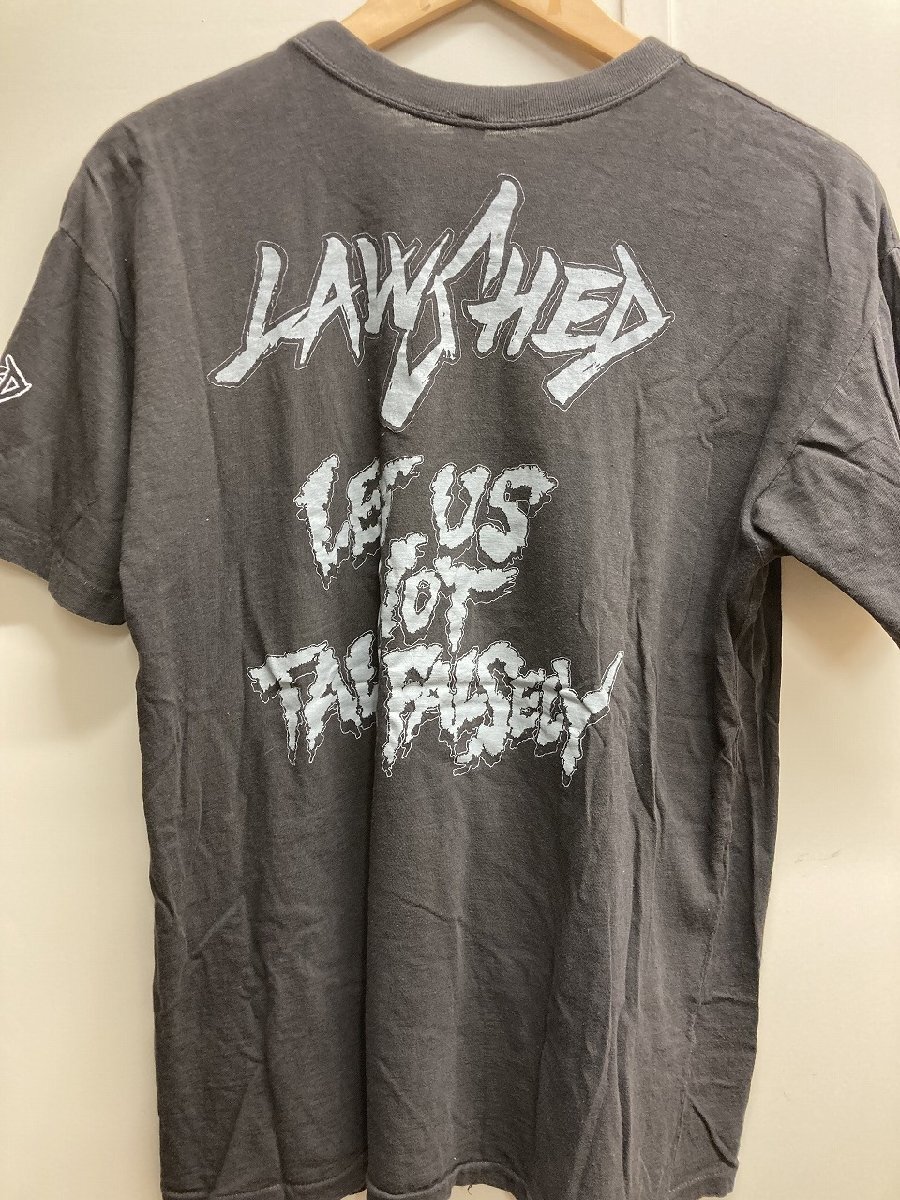 LAWSHED
LET US
NOT
TALK FALSELY